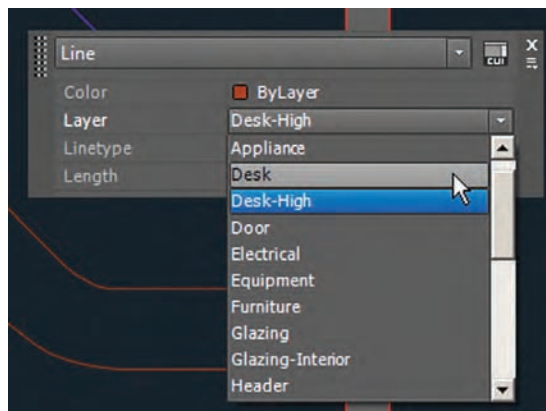 Line
CUI
Color ByLayer
Layer Desk-High
Linetype
Length
Appliance
Desk
Desk-High
Door
Electrical
Equipment
Furniture
Glazing
Glazing-Interior
Header